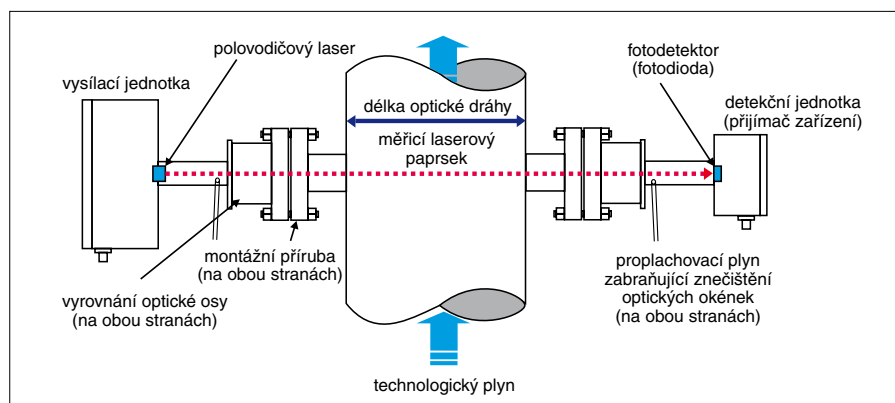 polovodičový laser
vysílací jednotka
fotodetektor
(fotodioda)
délka optické dráhy
detekční jednotka
(přijímač zařízení)
měřicí laserový
paprsek
montážní příruba
(na obou stranách)
vyrovnání optické osy
(na obou stranách)
proplachovací plyn
zabraňující znečištění
optických okének
(na obou stranách)
technologický plyn